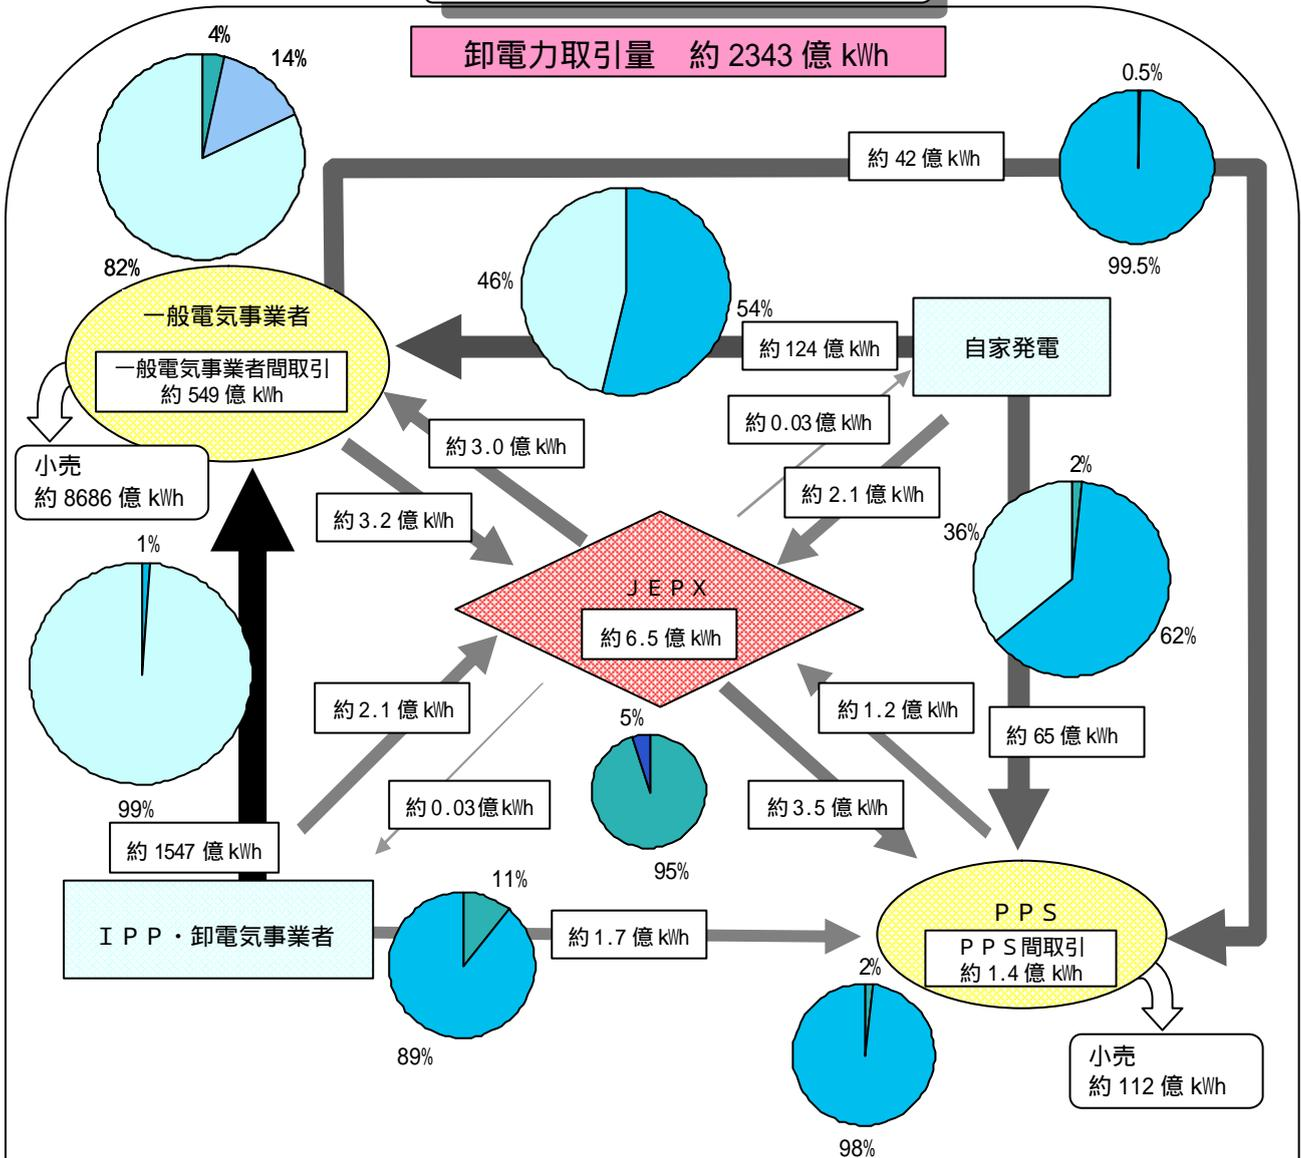 卸電力取引量 約 2343 億 kWh
4%
14%
82%
0.5%
99.5%
約 42 億 kWh
46%
54%
一般電気事業者
一般電気事業者間取引
約 549 億 kWh
約 124 億 kWh
自家発電
約 0.03億 kWh
約 3.0 億 kWh
約 2.1 億 kWh
小売
約 8686 億 kWh
約 3.2 億 kWh
2%
36%
62%
1%
99%
JEPX
約 6.5 億 kWh
約 2.1 億 kWh
約 1.2 億 kWh
約 65 億 kWh
5%
95%
約 0.03億 kWh
約 3.5 億 kWh
約 1547 億 kWh
IPP・卸電気事業者
11%
89%
約 1.7 億 kWh
PPS
PPS間取引
約 1.4 億 kWh
2%
98%
小売
約 112 億 kWh